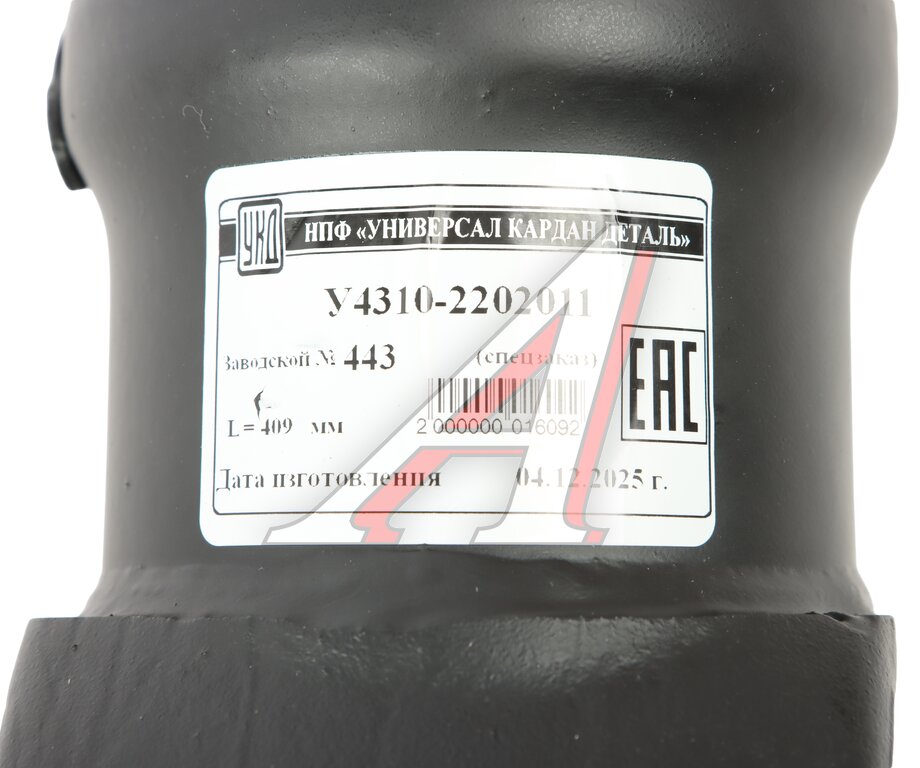 УКД НПФ «УНИВЕРСАЛ КАРДАН ДЕТАЛЬ»
У4310-2202011
Заводской № 443 (спецзаказ)
EAC
L = 409 мм
2 000000 016092
Дата изготовления 04.12.2025 г.